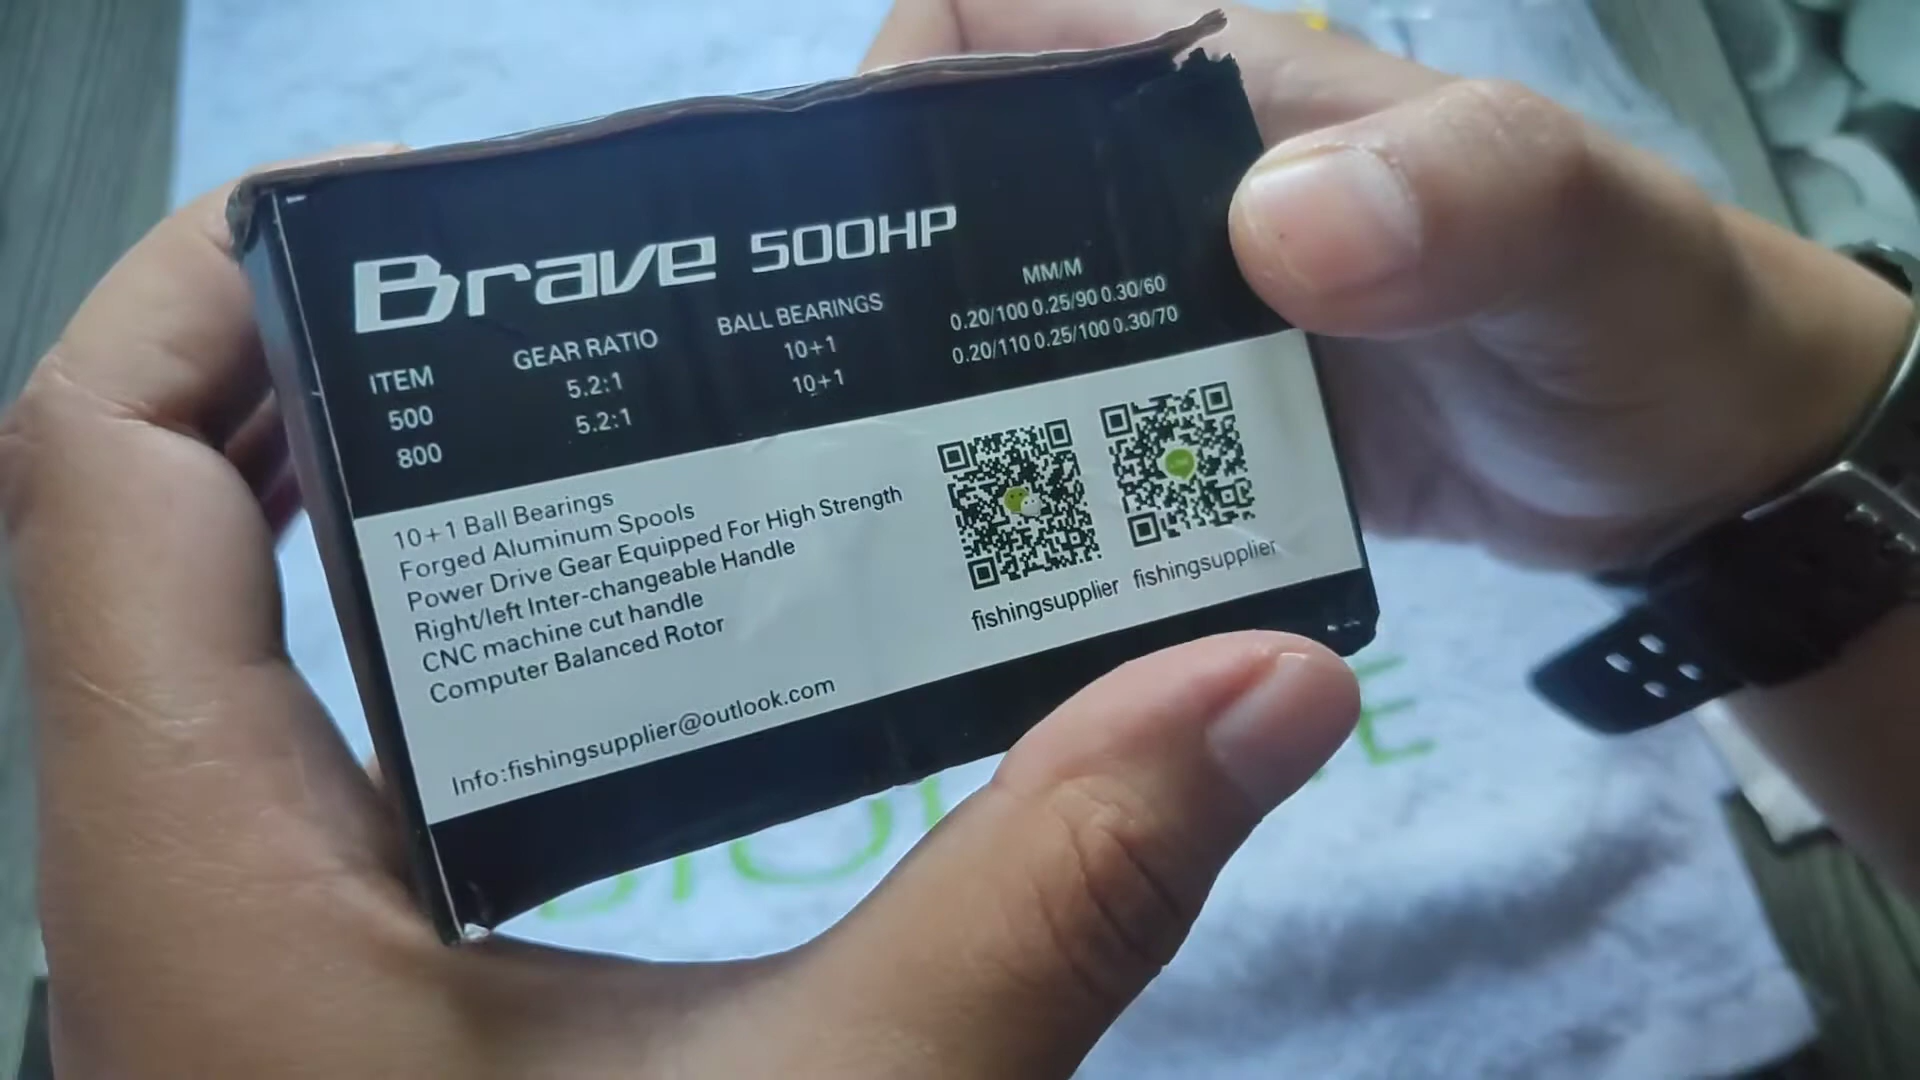 Brave 500HP
ITEM GEAR RATIO BALL BEARINGS MM/M
500 5.2:1 10+1 0.20/100 0.25/90 0.30/60
800 5.2:1 10+1 0.20/110 0.25/100 0.30/70
10+1 Ball Bearings
Forged Aluminum Spools
Power Drive Gear Equipped For High Strength
Right/left Inter-changeable Handle
CNC machine cut handle
Computer Balanced Rotor
Info:fishingsupplier@outlook.com
fishingsupplier fishingsupplier